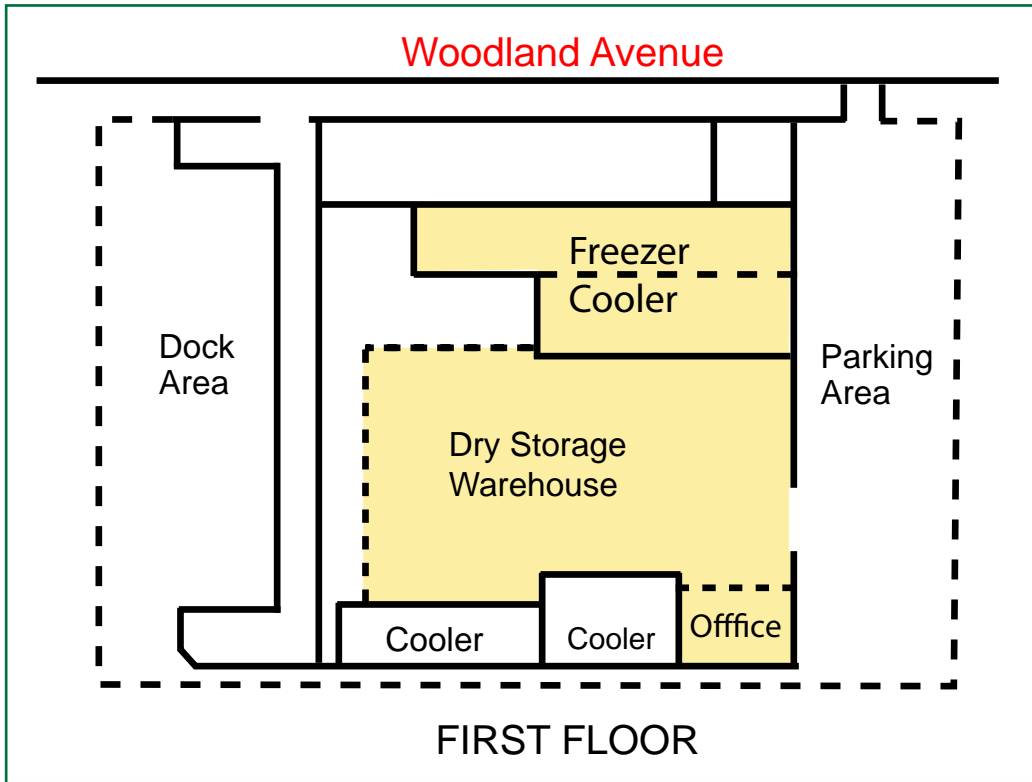 Woodland Avenue
Freezer
Cooler
Dock
Area
Parking
Area
Dry Storage
Warehouse
Cooler
Cooler
Offfice
FIRST FLOOR